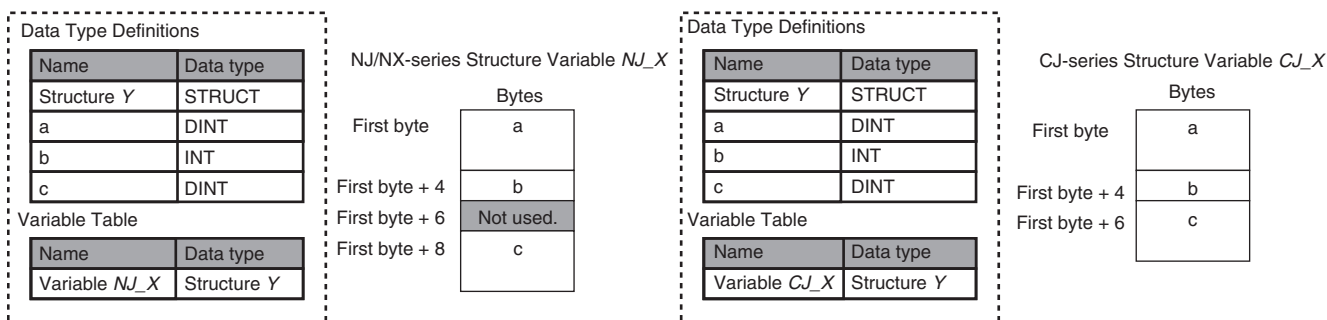 Data Type Definitions
Name Data type
Structure Y STRUCT
a DINT
b INT
c DINT
Variable Table
Name Data type
Variable NJ_X Structure Y
NJ/NX-series Structure Variable NJ_X
Bytes
First byte a
First byte + 4 b
First byte + 6 Not used.
First byte + 8 c
Data Type Definitions
Name Data type
Structure Y STRUCT
a DINT
b INT
c DINT
Variable Table
Name Data type
Variable CJ_X Structure Y
CJ-series Structure Variable CJ_X
Bytes
First byte a
First byte + 4 b
First byte + 6 c